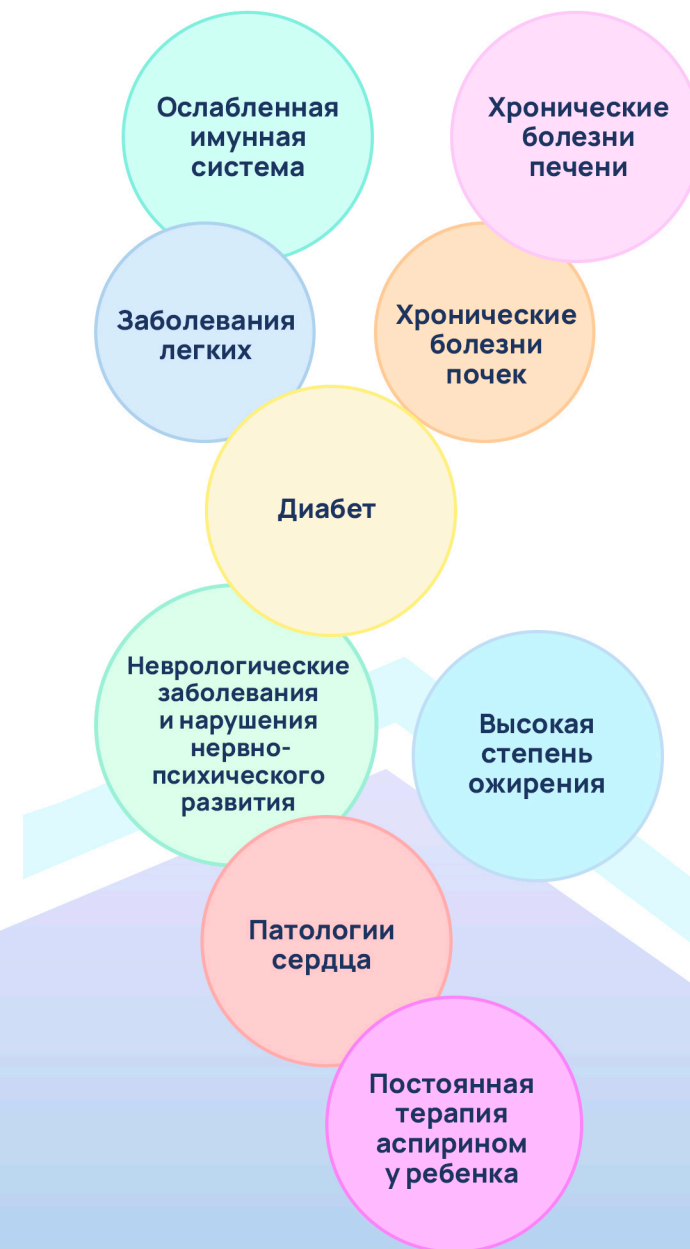 Ослабленная
имунная
система
Хронические
болезни
печени
Заболевания
легких
Хронические
болезни
почек
Диабет
Неврологические
заболевания
и нарушения
нервно-
психического
развития
Высокая
степень
ожирения
Патологии
сердца
Постоянная
терапия
аспирином
у ребенка